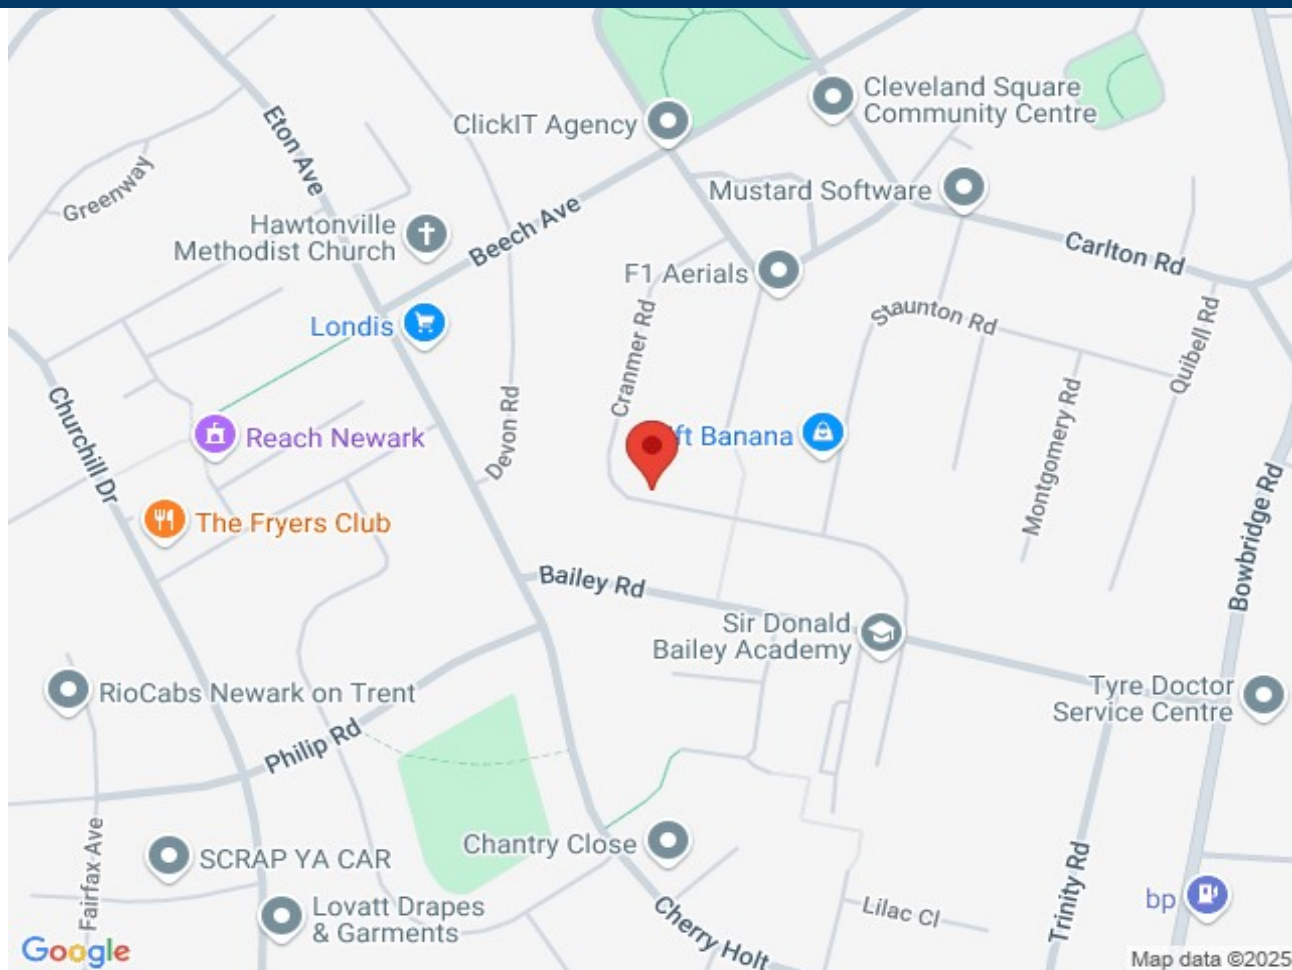 Cleveland Square
Community Centre
ClickIT Agency
Eton Ave
Greenway
Mustard Software
Hawtonville
Methodist Church
Beech Ave
Carlton Rd
F1 Aerials
Londis
Cranmer Rd
Staunton Rd
Quibell Rd
Churchill Dr
Reach Newark
Devon Rd
ft Banana
Montgomery Rd
The Fryers Club
Bowbridge Rd
Bailey Rd
Sir Donald
Bailey Academy
RioCabs Newark on Trent
Tyre Doctor
Service Centre
Philip Rd
Chantry Close
SCRAP YA CAR
Fairfax Ave
Trinity Rd
bp
Lovatt Drapes
& Garments
Cherry Holt
Lilac Cl
Google
Map data ©2025